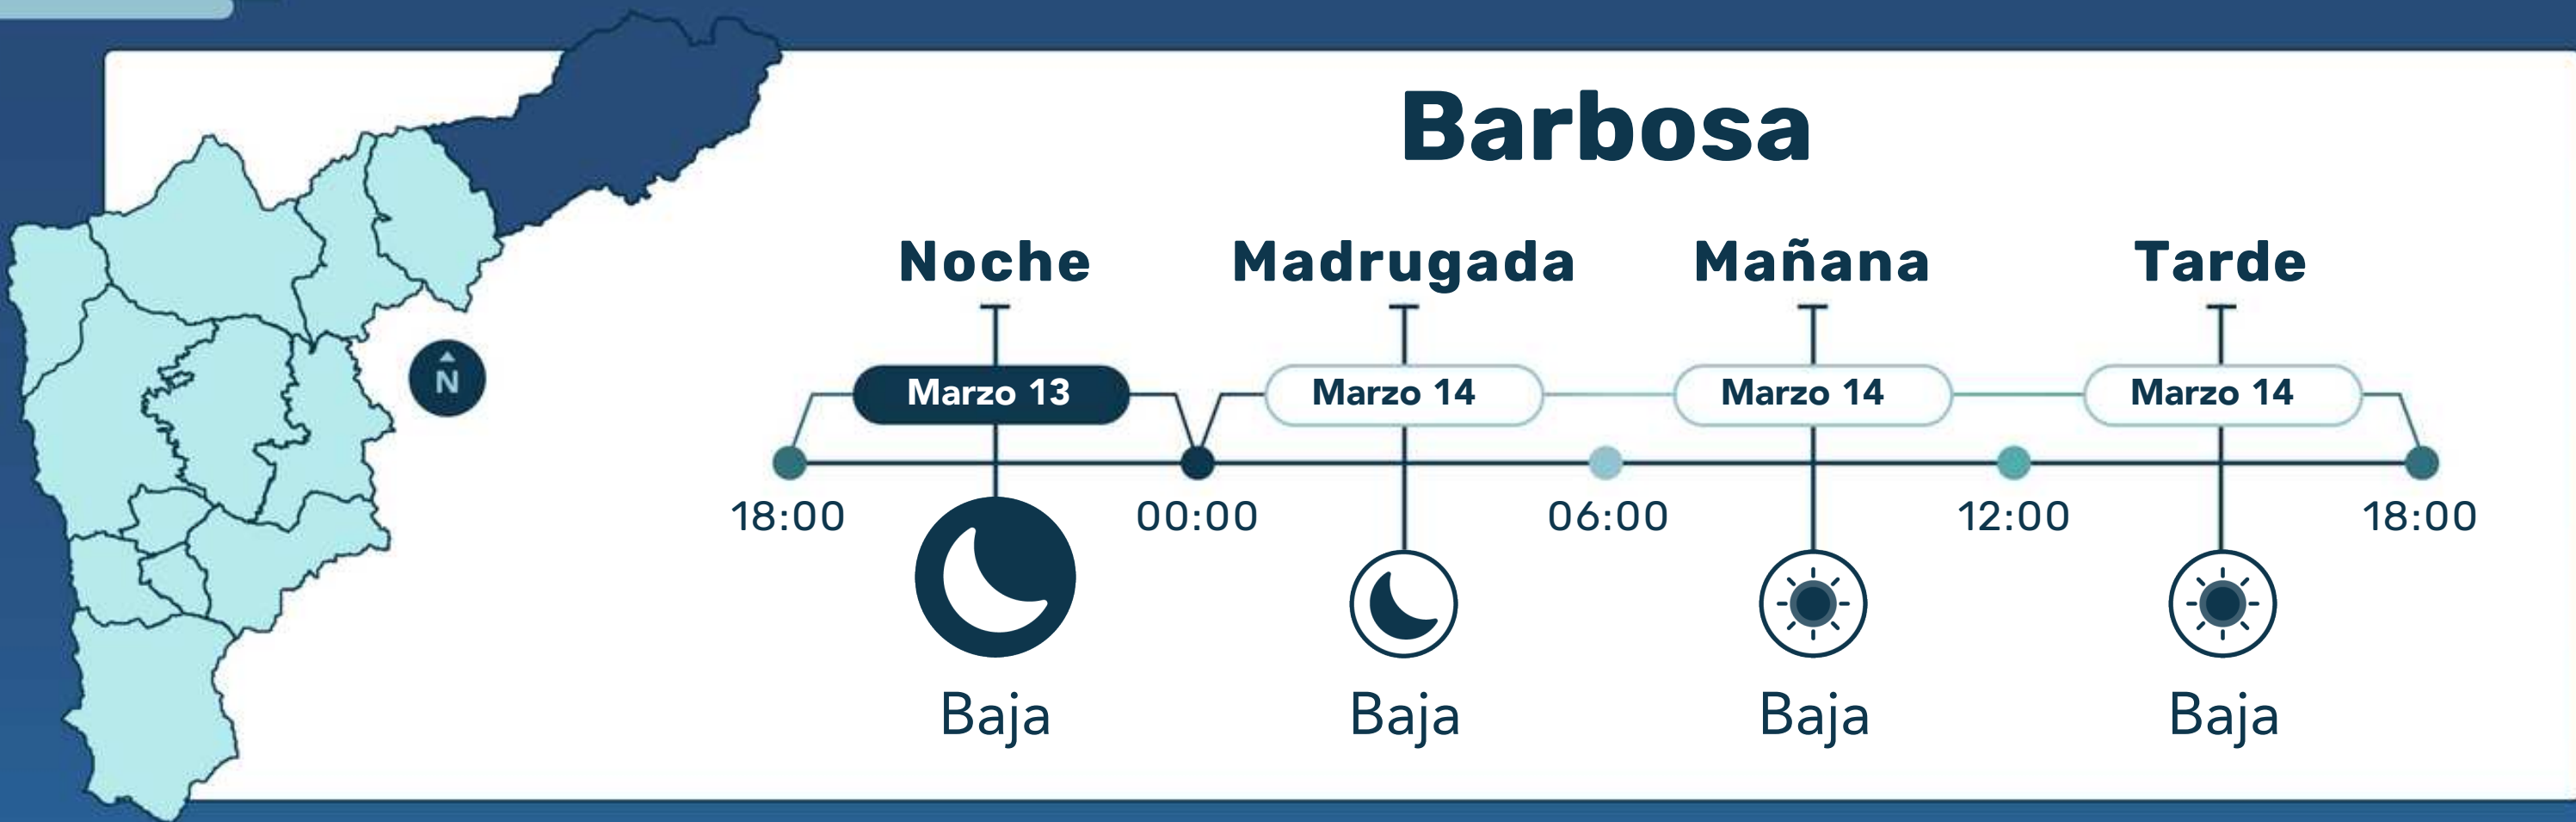 Barbosa
Noche Madrugada Mañana Tarde
Marzo 13 Marzo 14 Marzo 14 Marzo 14
N
18:00 00:00 06:00 12:00 18:00
Baja Baja Baja Baja